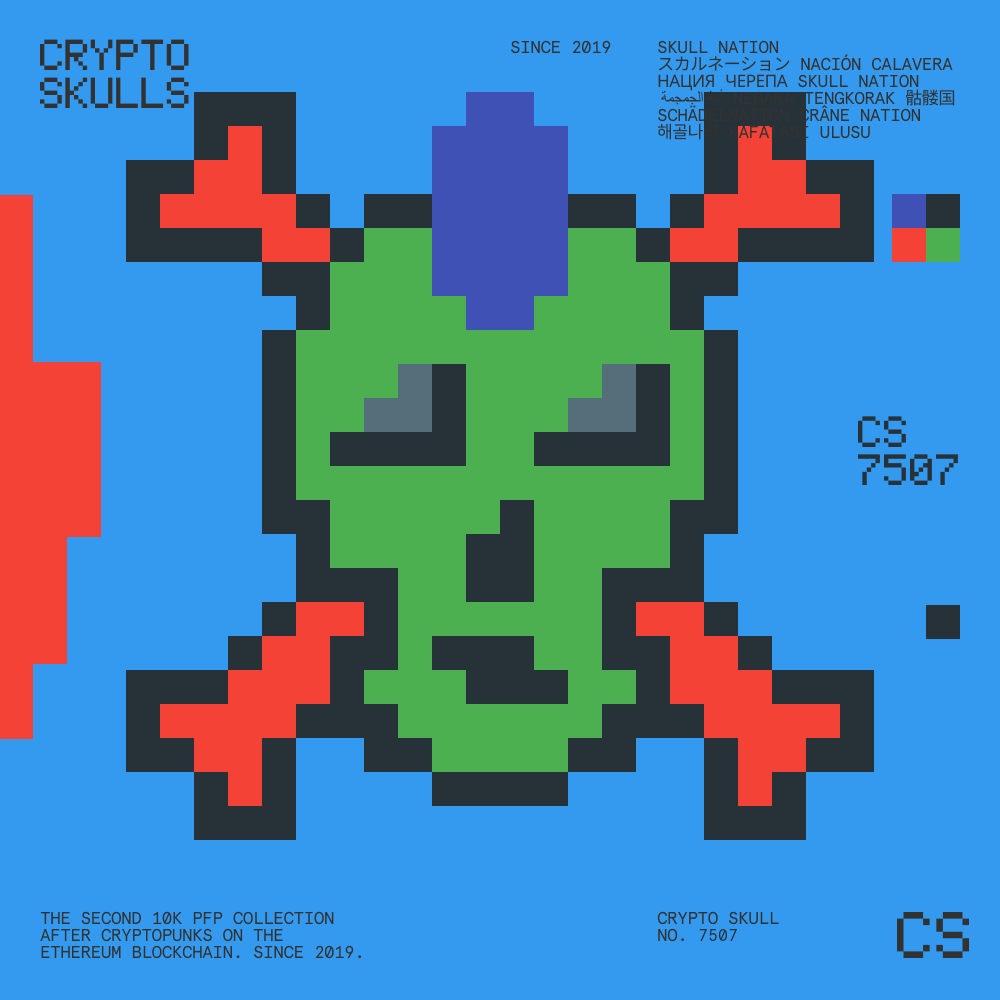 CRYPTO
SKULLS
SINCE 2019
SKULL NATION
スカルネーション NACIÓN CALAVERA
НАЦИЯ ЧЕРЕПА SKULL NATION
الجمجمة TENGKORAK 骷髅国
CRÂNE NATION
해골나 ULUSU
CS
7507
THE SECOND 10K PFP COLLECTION
AFTER CRYPTOPUNKS ON THE
ETHEREUM BLOCKCHAIN. SINCE 2019.
CRYPTO SKULL
NO. 7507
CS